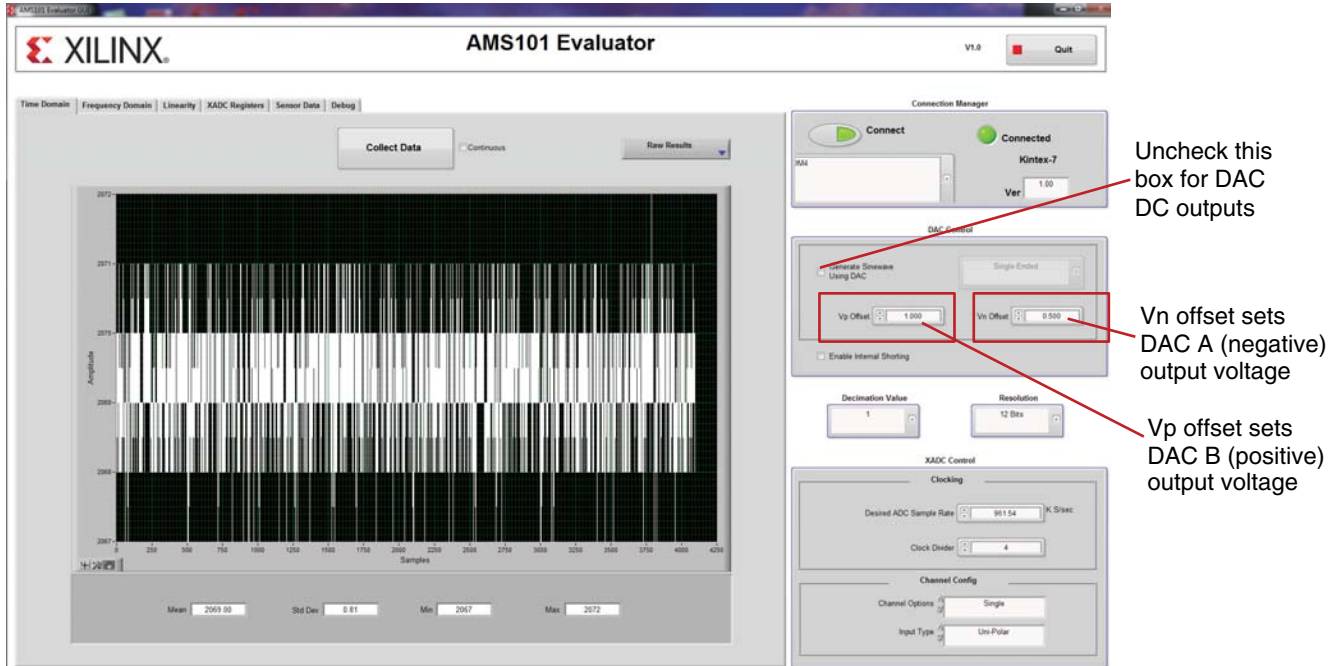 AMS101 Evaluator GUI
XILINX®
AMS101 Evaluator
V1.0
Quit
Time Domain
Frequency Domain
Linearity
XADC Registers
Sensor Data
Debug
Collect Data
Continuous
Raw Results
Amplitude
2072
2071
2070
2069
2068
2067
0
250
500
750
1000
1250
1500
1750
2000
2250
2500
2750
3000
3250
3500
3750
4000
4250
Samples
Mean 2069.00
Std Dev 0.81
Min 2067
Max 2072
Connection Manager
Connect
Connected
Kintex-7
Ver 1.00
DAC Control
Generate Sinewave
Using DAC
Single Ended
Vp Offset 1.000
Vn Offset 0.500
Enable Internal Shorting
Decimation Value
1
Resolution
12 Bits
XADC Control
Clocking
Desired ADC Sample Rate 961.54 K S/sec
Clock Divider 4
Channel Config
Channel Options Single
Input Type Uni-Polar
Uncheck this
box for DAC
DC outputs
Vn offset sets
DAC A (negative)
output voltage
Vp offset sets
DAC B (positive)
output voltage